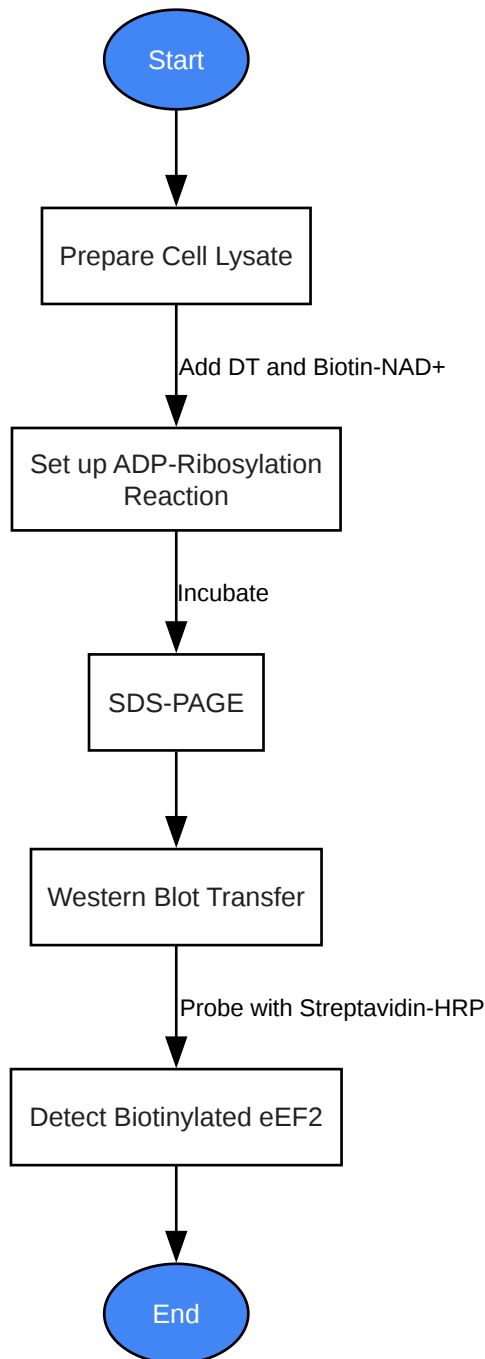 Start
Prepare Cell Lysate
Add DT and Biotin-NAD+
Set up ADP-Ribosylation
Reaction
Incubate
SDS-PAGE
Western Blot Transfer
Probe with Streptavidin-HRP
Detect Biotinylated eEF2
End